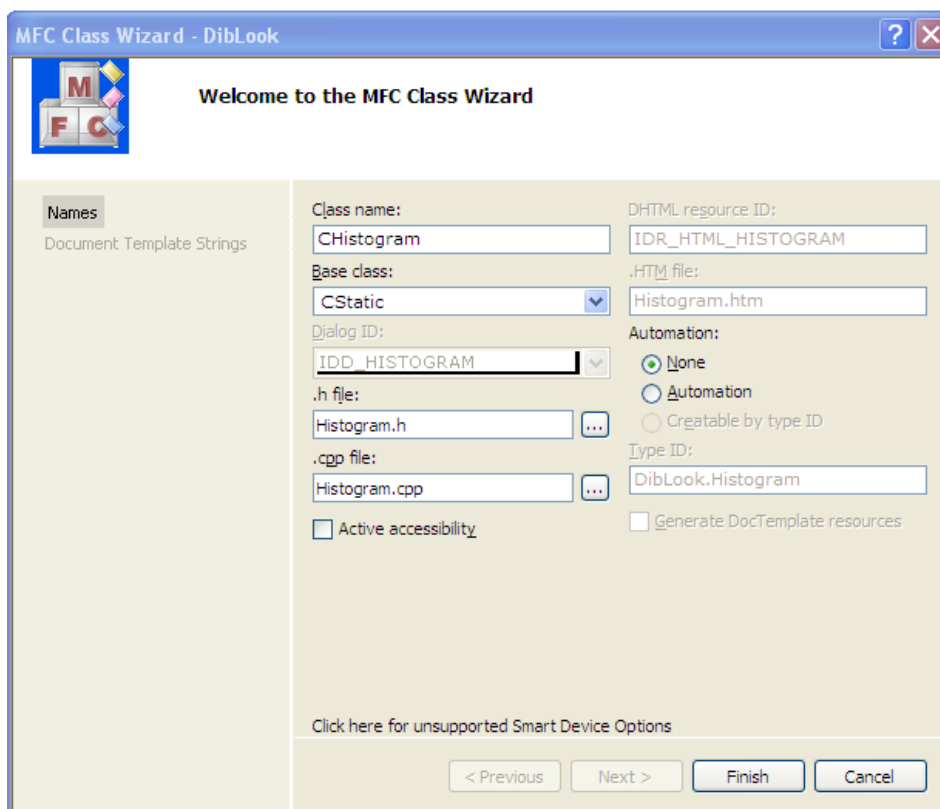 MFC Class Wizard - DibLook
M
F C
Welcome to the MFC Class Wizard
Names
Document Template Strings
Class name:
CHistogram
Base class:
CStatic
Dialog ID:
IDD_HISTOGRAM
.h file:
Histogram.h
...
.cpp file:
Histogram.cpp
...
Active accessibility
DHTML resource ID:
IDR_HTML_HISTOGRAM
.HTM file:
Histogram.htm
Automation:
None
Automation
Creatable by type ID
Type ID:
DibLook.Histogram
Generate DocTemplate resources
Click here for unsupported Smart Device Options
< Previous
Next >
Finish
Cancel